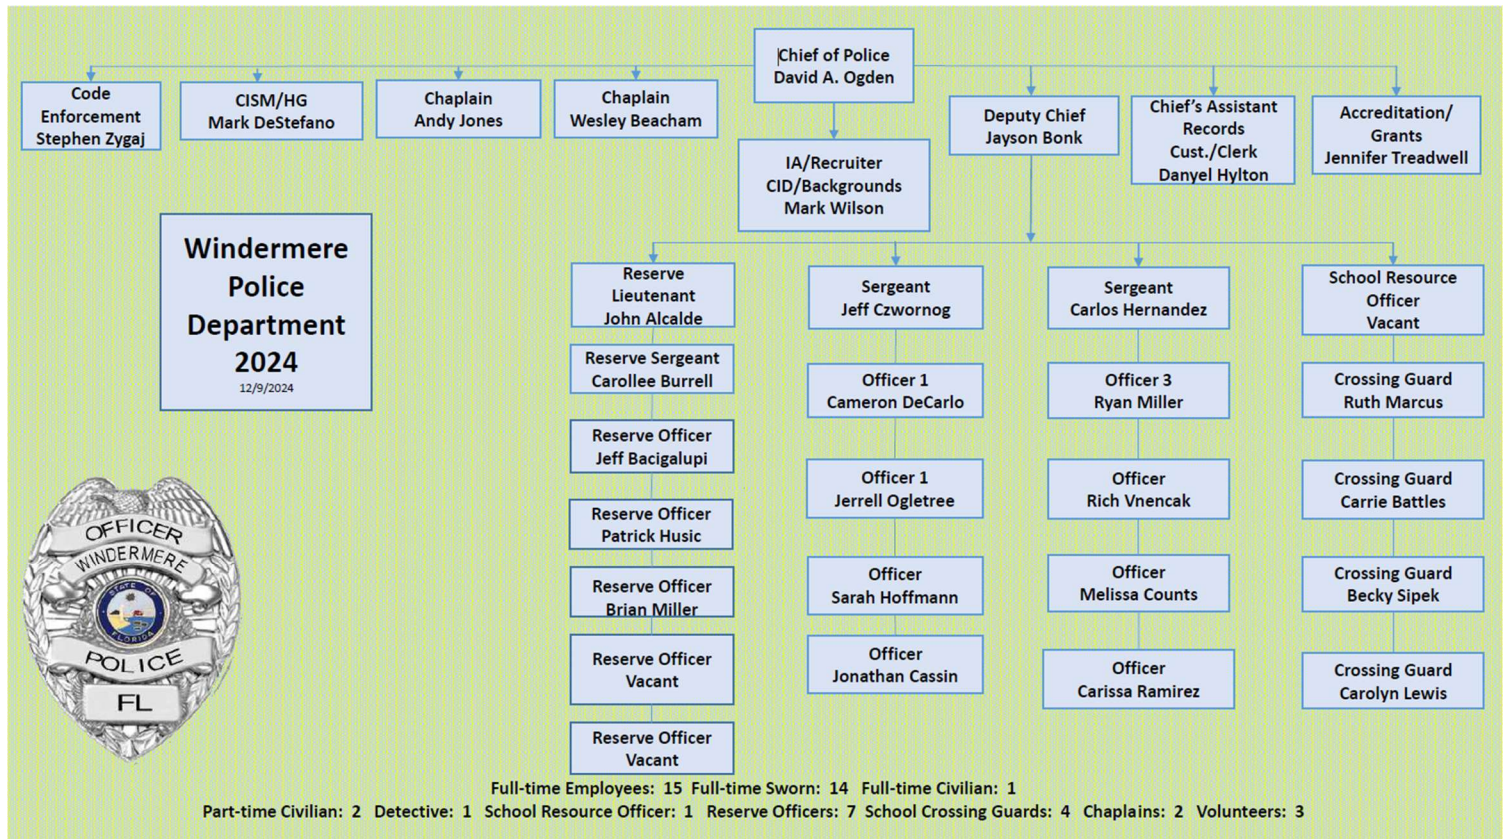 Chief of Police
David A. Ogden
Code
Enforcement
Stephen Zygaj
CISM/HG
Mark DeStefano
Chaplain
Andy Jones
Chaplain
Wesley Beacham
Deputy Chief
Jayson Bonk
Chief's Assistant
Records
Cust./Clerk
Danyel Hylton
Accreditation/
Grants
Jennifer Treadwell
IA/Recruiter
CID/Backgrounds
Mark Wilson
Windermere
Police
Department
2024
12/9/2024
Reserve
Lieutenant
John Alcalde
Reserve Sergeant
Carollee Burrell
Reserve Officer
Jeff Bacigalupi
Reserve Officer
Patrick Husic
Reserve Officer
Brian Miller
Reserve Officer
Vacant
Reserve Officer
Vacant
Sergeant
Jeff Czwornog
Officer 1
Cameron DeCarlo
Officer 1
Jerrell Ogletree
Officer
Sarah Hoffmann
Officer
Jonathan Cassin
Sergeant
Carlos Hernandez
Officer 3
Ryan Miller
Officer
Rich Vnencak
Officer
Melissa Counts
Officer
Carissa Ramirez
School Resource
Officer
Vacant
Crossing Guard
Ruth Marcus
Crossing Guard
Carrie Battles
Crossing Guard
Becky Sipek
Crossing Guard
Carolyn Lewis
OFFICER
WINDERMERE
STATE OF
FLORIDA
POLICE
FL
Full-time Employees: 15 Full-time Sworn: 14 Full-time Civilian: 1
Part-time Civilian: 2 Detective: 1 School Resource Officer: 1 Reserve Officers: 7 School Crossing Guards: 4 Chaplains: 2 Volunteers: 3